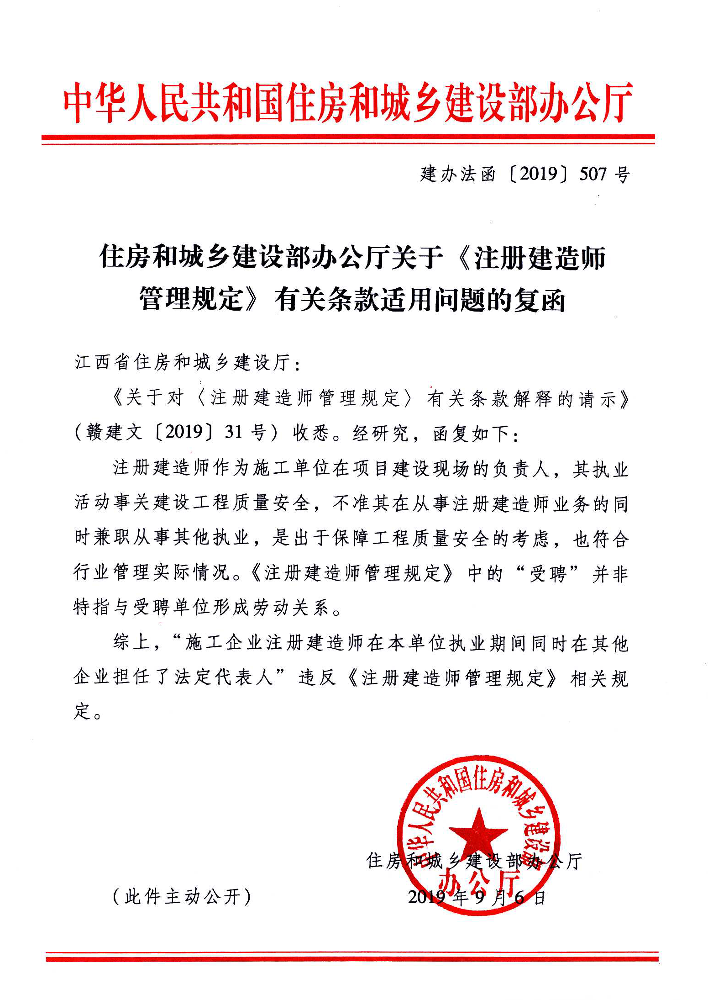 中华人民共和国住房和城乡建设部办公厅
建办法函〔2019〕507号
住房和城乡建设部办公厅关于《注册建造师
管理规定》有关条款适用问题的复函
江西省住房和城乡建设厅：
《关于对〈注册建造师管理规定〉有关条款解释的请示》
（赣建文〔2019〕31号）收悉。经研究，函复如下：
注册建造师作为施工单位在项目建设现场的负责人，其执业
活动事关建设工程质量安全，不准其在从事注册建造师业务的同
时兼职从事其他执业，是出于保障工程质量安全的考虑，也符合
行业管理实际情况。《注册建造师管理规定》中的“受聘”并非
特指与受聘单位形成劳动关系。
综上，“施工企业注册建造师在本单位执业期间同时在其他
企业担任了法定代表人”违反《注册建造师管理规定》相关规
定。
中华人民共和国住房和城乡建设部
办公厅
住房和城乡建设部办公厅
（此件主动公开） 2019年9月6日